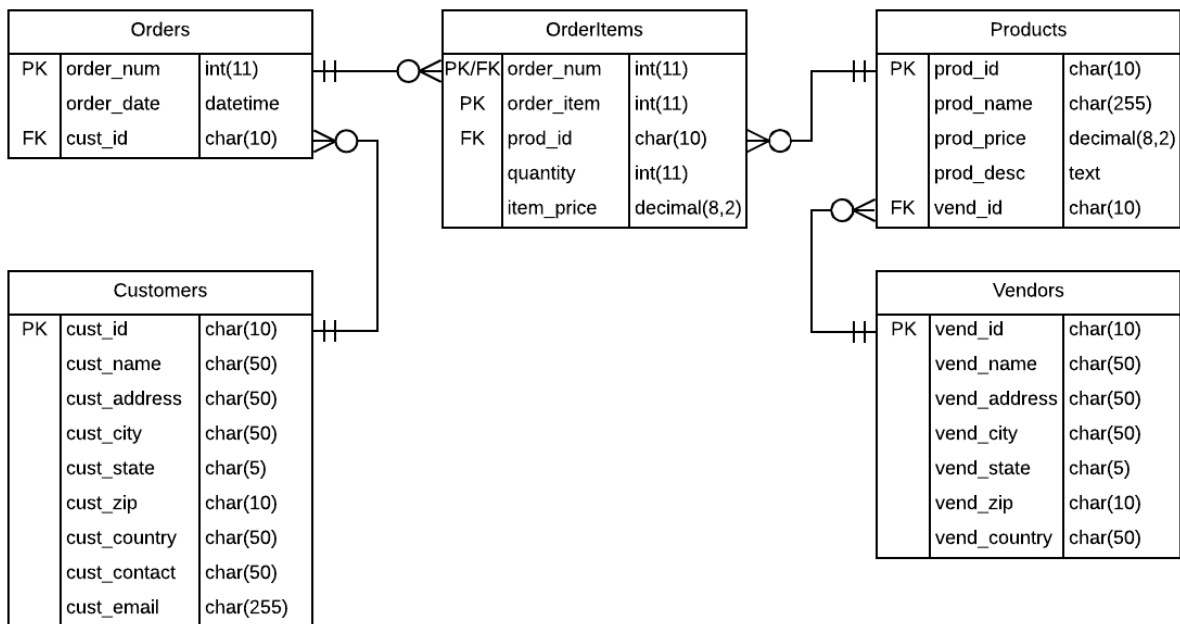 Orders
PK order_num int(11)
order_date datetime
FK cust_id char(10)
OrderItems
PK/FK order_num int(11)
PK order_item int(11)
FK prod_id char(10)
quantity int(11)
item_price decimal(8,2)
Products
PK prod_id char(10)
prod_name char(255)
prod_price decimal(8,2)
prod_desc text
FK vend_id char(10)
Customers
PK cust_id char(10)
cust_name char(50)
cust_address char(50)
cust_city char(50)
cust_state char(5)
cust_zip char(10)
cust_country char(50)
cust_contact char(50)
cust_email char(255)
Vendors
PK vend_id char(10)
vend_name char(50)
vend_address char(50)
vend_city char(50)
vend_state char(5)
vend_zip char(10)
vend_country char(50)